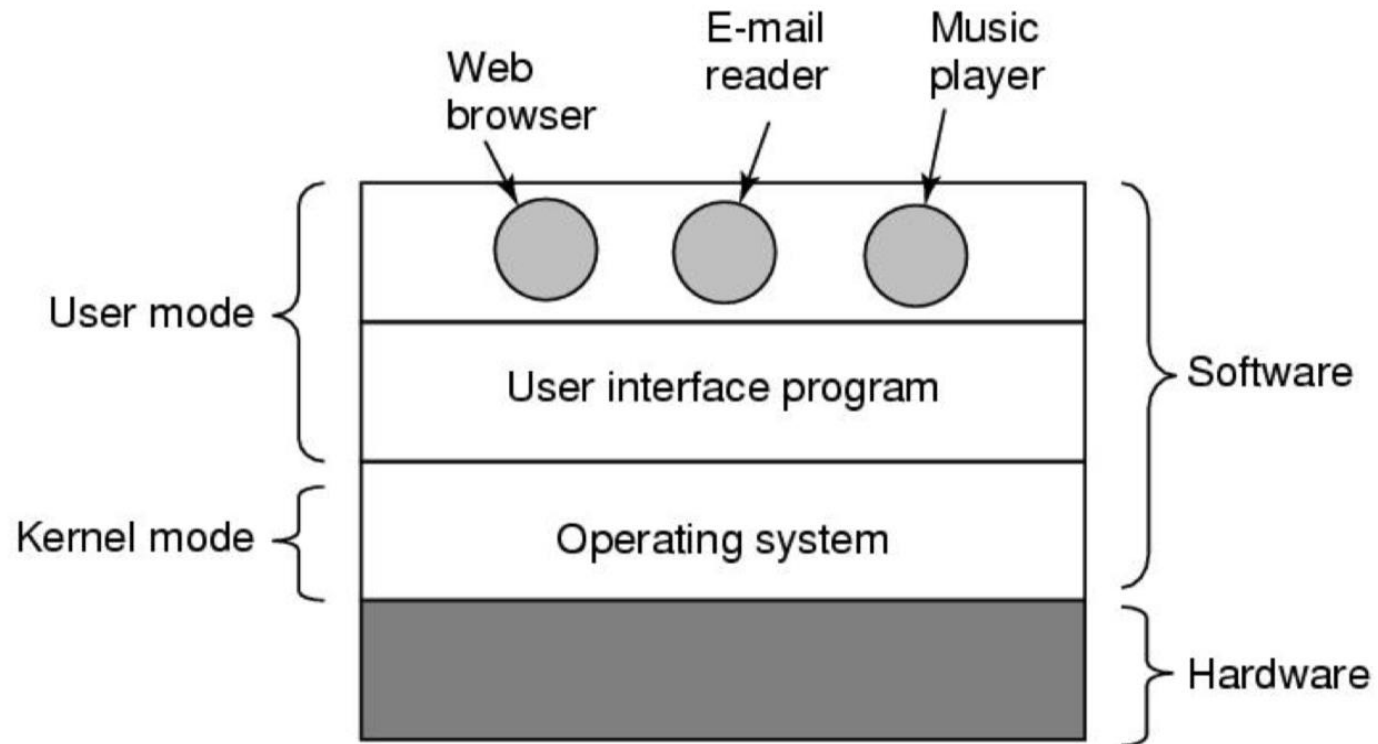 Web
browser
E-mail
reader
Music
player
User mode
User interface program
Software
Kernel mode
Operating system
Hardware